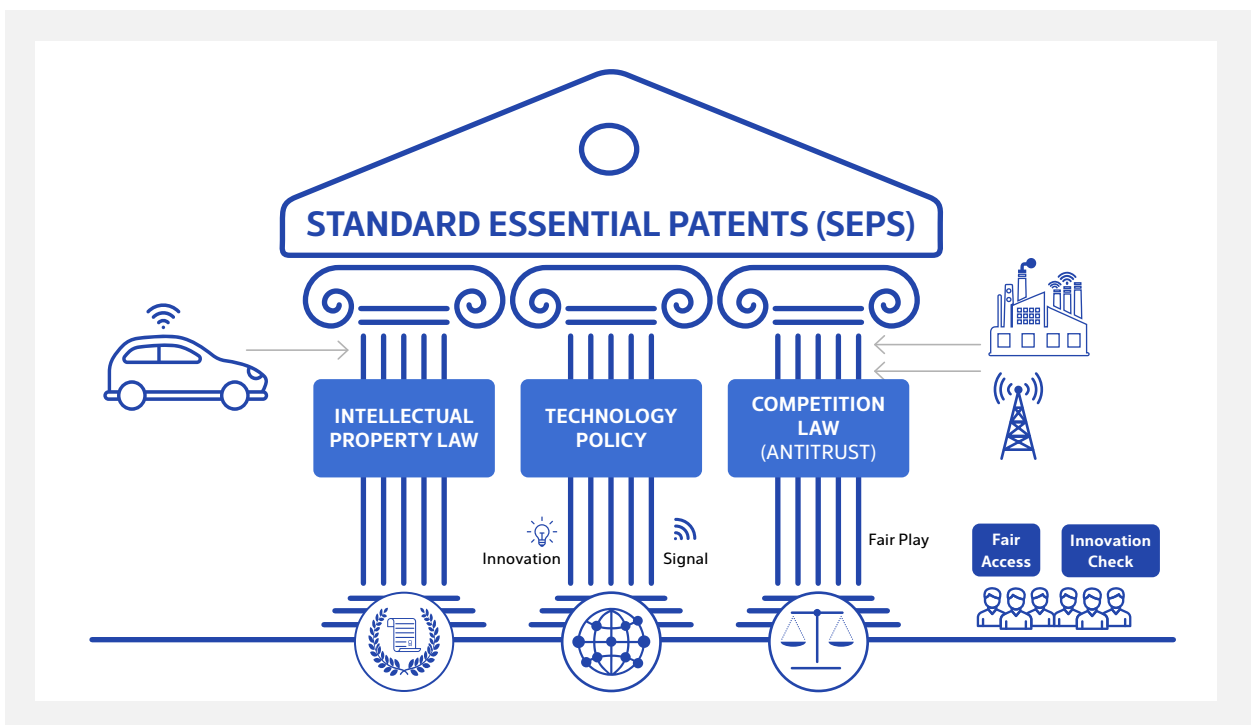 STANDARD ESSENTIAL PATENTS (SEPS)
INTELLECTUAL
PROPERTY LAW
TECHNOLOGY
POLICY
COMPETITION
LAW
(ANTITRUST)
Innovation
Signal
Fair Play
Fair
Access
Innovation
Check